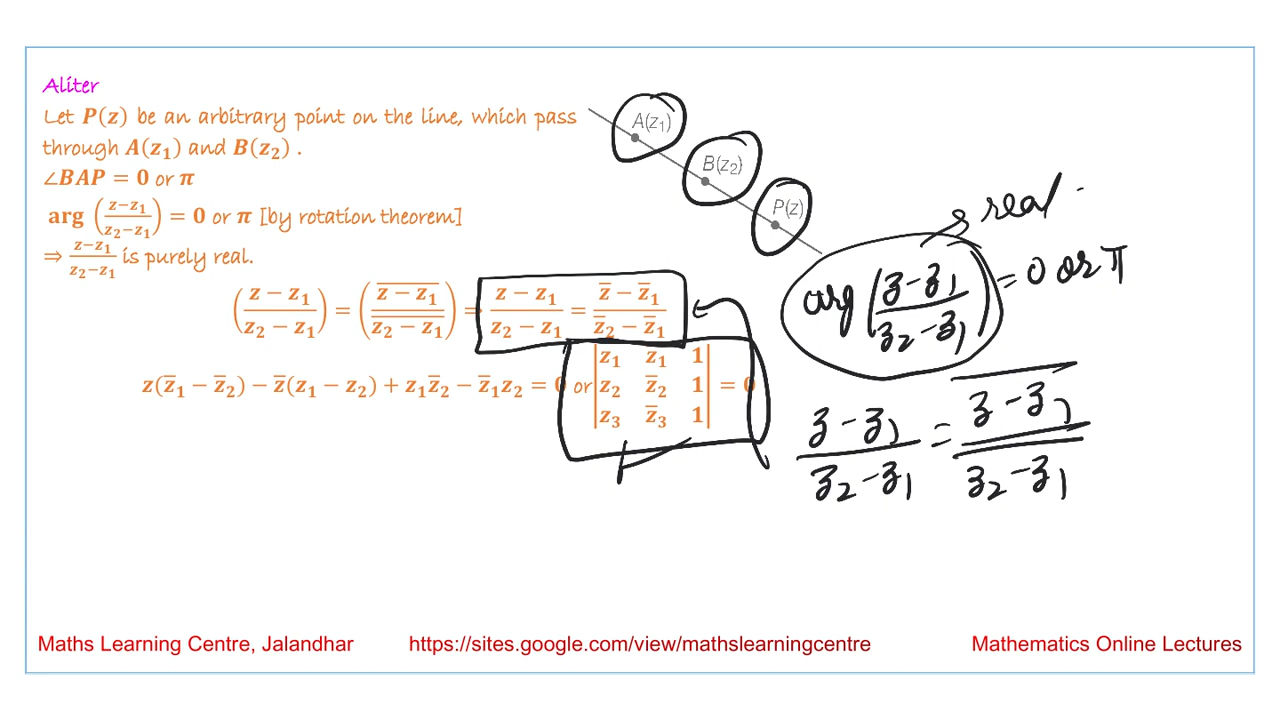 Aliter
Let P(z) be an arbitrary point on the line, which pass
through A(z₁) and B(z₂) .
∠BAP = 0 or π
arg ((z−z₁)/(z₂−z₁)) = 0 or π [by rotation theorem]
⇒ (z−z₁)/(z₂−z₁) is purely real.
A(z₁)
B(z₂)
P(z)
real
arg ((z−z₁)/(z₂−z₁)) = 0 or π
((z − z₁)/(z₂ − z₁)) = (\overline{z − z₁}/\overline{\overline{z₂ − z₁}}) = (z − z₁)/(z₂ − z₁) = (z̄ − z̄₁)/(z̄₂ − z̄₁)
z(z̄₁ − z̄₂) − z̄(z₁ − z₂) + z₁z̄₂ − z̄₁z₂ = 0 or |z₁ z₁ 1; z₂ z̄₂ 1; z₃ z̄₃ 1| = 0
(z − z₁)/(z₂ − z₁) = \overline{z − z₁}/\overline{z₂ − z₁}
Maths Learning Centre, Jalandhar https://sites.google.com/view/mathslearningcentre Mathematics Online Lectures